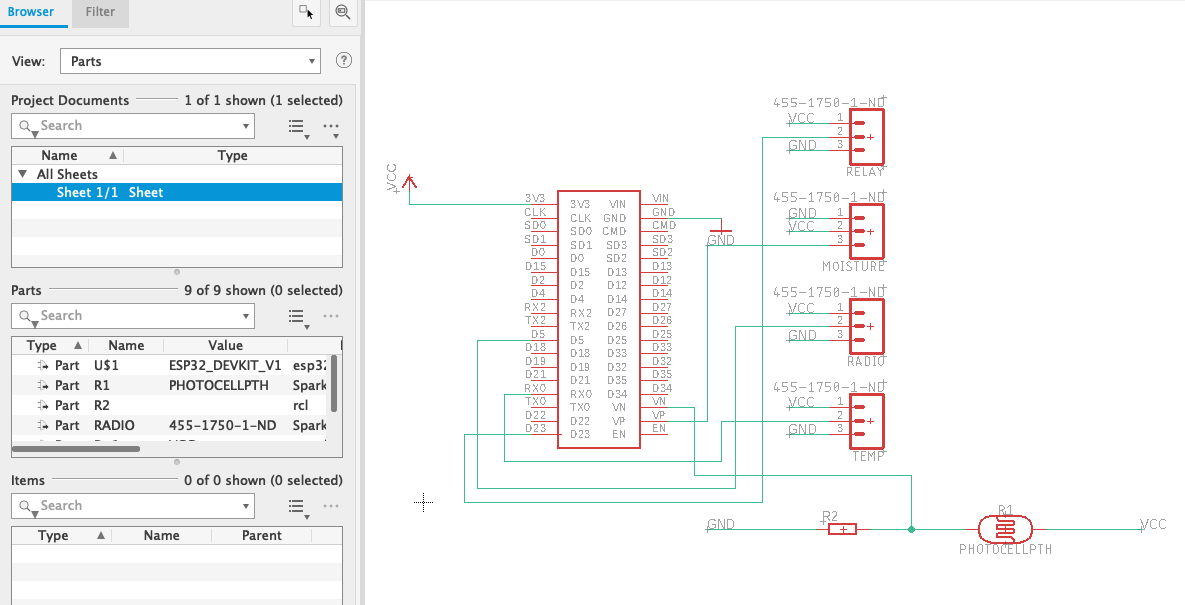 Browser Filter
View: Parts ?
Project Documents 1 of 1 shown (1 selected)
Search
Name Type
All Sheets
Sheet 1/1 Sheet
Parts 9 of 9 shown (0 selected)
Search
Type Name Value
Part U$1 ESP32_DEVKIT_V1 esp32
Part R1 PHOTOCELLPTH Spark
Part R2 rcl
Part RADIO 455-1750-1-ND Spark
Items 0 of 0 shown (0 selected)
Search
Type Name Parent
VCC
3V3 3V3 VIN VIN
CLK CLK GND GND
SD0 SD0 CMD CMD
SD1 SD1 SD3 SD3
D0 D0 SD2 SD2
D15 D15 D13 D13
D2 D2 D12 D12
D4 D4 D14 D14
RX2 RX2 D27 D27
TX2 TX2 D26 D26
D5 D5 D25 D25
D18 D18 D33 D33
D19 D19 D32 D32
D21 D21 D35 D35
RX0 RX0 D34 D34
TX0 TX0 VN VN
D22 D22 VP VP
D23 D23 EN EN
GND
455-1750-1-ND
VCC 1
2
GND 3
RELAY
455-1750-1-ND
GND 1
VCC 2
3
MOISTURE
455-1750-1-ND
VCC 1
2
GND 3
RADIO
455-1750-1-ND
VCC 1
2
GND 3
TEMP
GND R2 R1 VCC
PHOTOCELLPTH